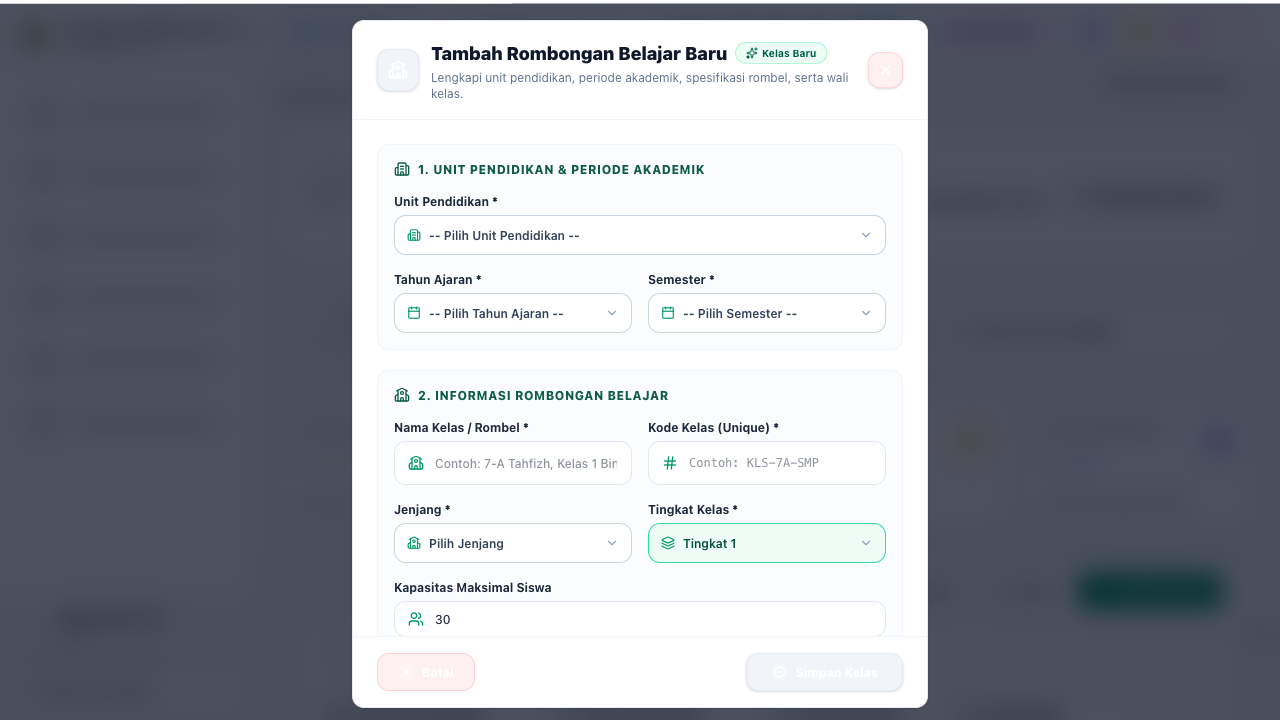 Tambah Rombongan Belajar Baru
Kelas Baru
Lengkapi unit pendidikan, periode akademik, spesifikasi rombel, serta wali
kelas.
1. UNIT PENDIDIKAN & PERIODE AKADEMIK
Unit Pendidikan *
-- Pilih Unit Pendidikan --
Tahun Ajaran *
Semester *
-- Pilih Tahun Ajaran --
-- Pilih Semester --
2. INFORMASI ROMBONGAN BELAJAR
Nama Kelas / Rombel *
Kode Kelas (Unique) *
Contoh: 7-A Tahfizh, Kelas 1 Bin
Contoh: KLS-7A-SMP
Jenjang *
Tingkat Kelas *
Pilih Jenjang
Tingkat 1
Kapasitas Maksimal Siswa
30
Batal
Simpan Kelas